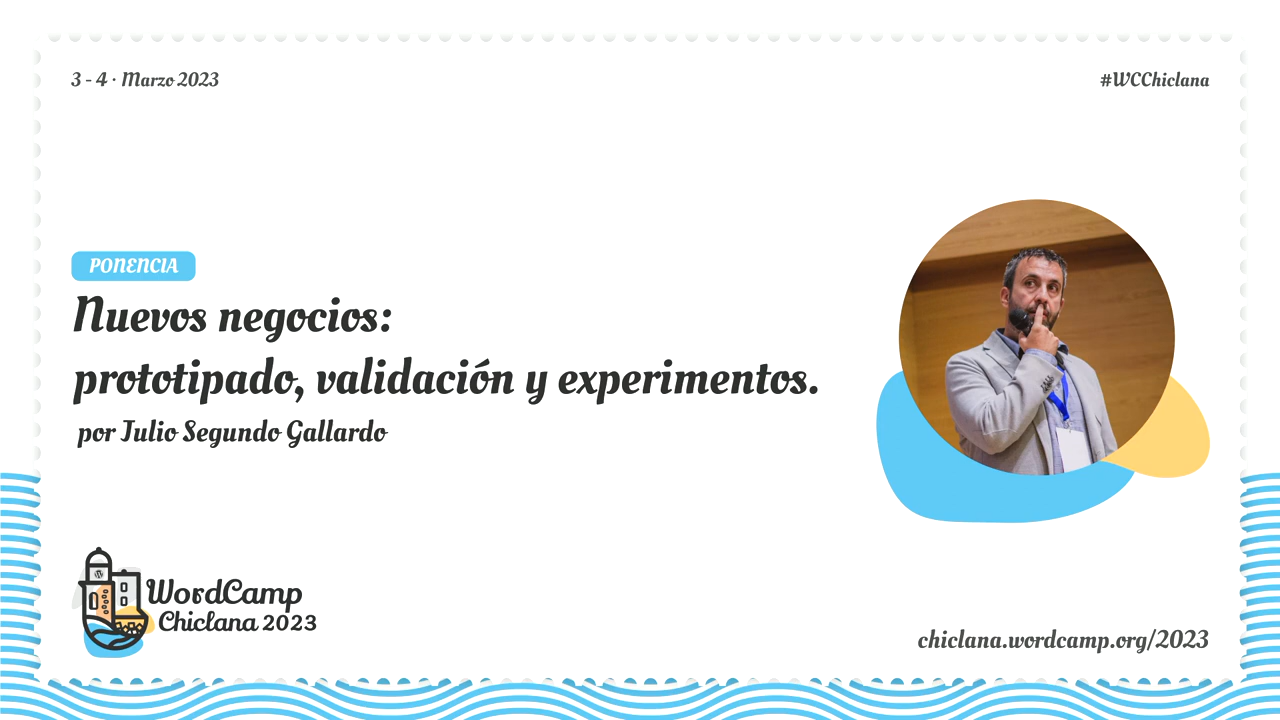 3 - 4 · Marzo 2023
#WCChiclana
PONENCIA
Nuevos negocios:
prototipado, validación y experimentos.
por Julio Segundo Gallardo
WordCamp
Chiclana 2023
chiclana.wordcamp.org/2023